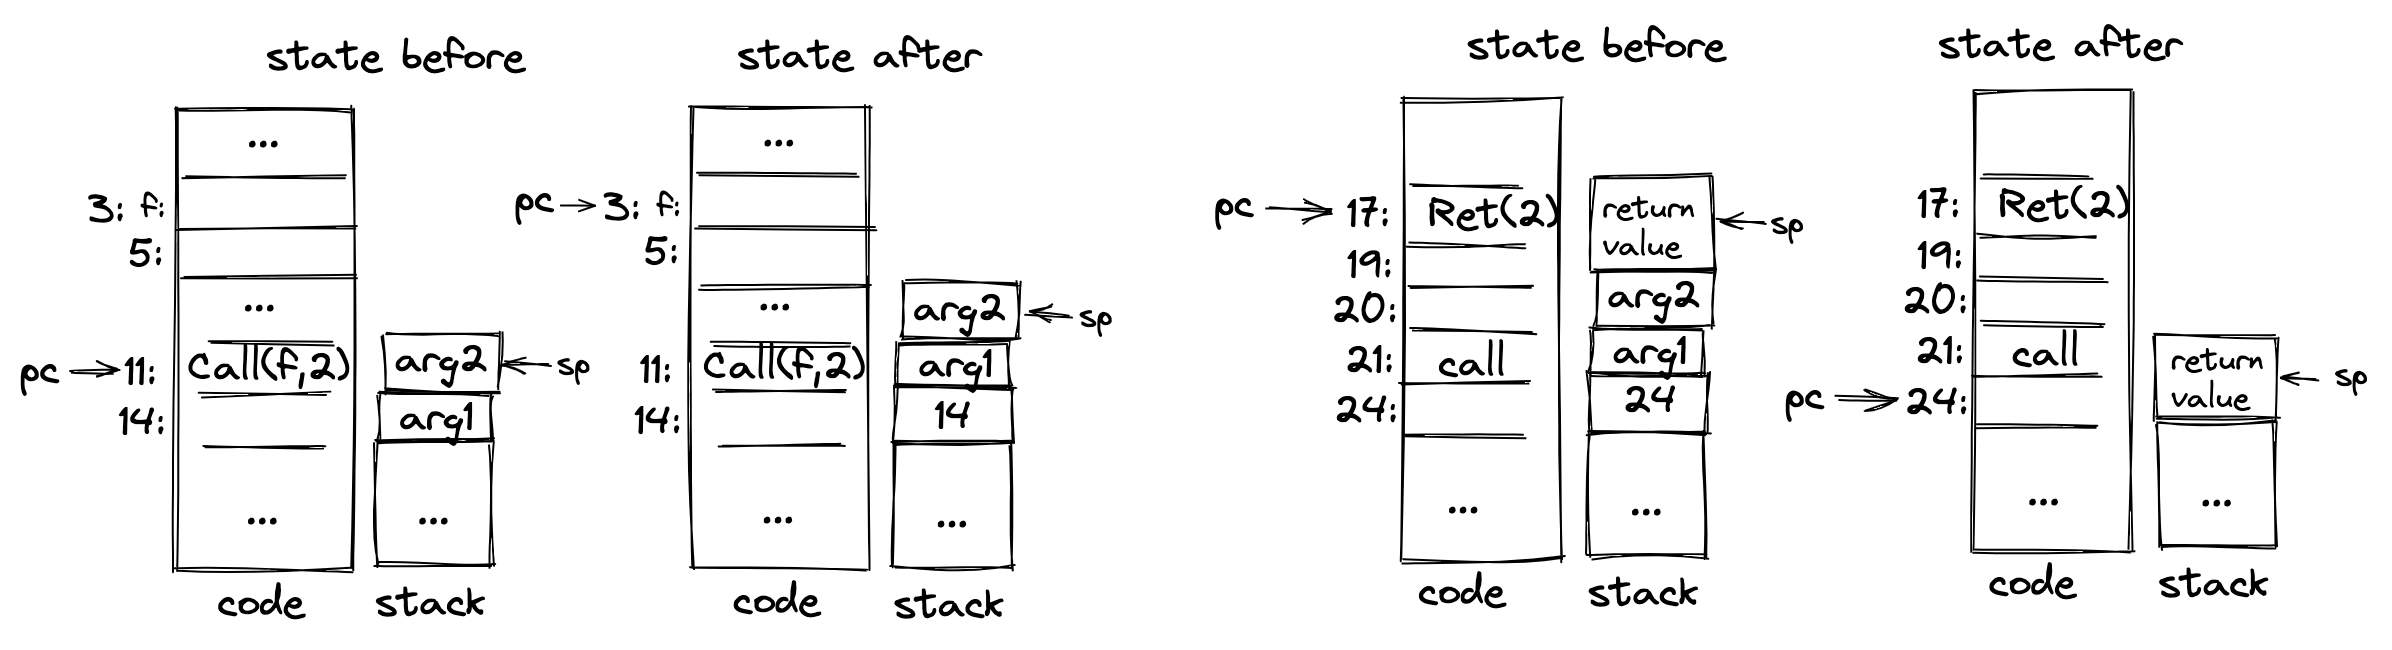 state before
state after
state before
state after
...
3: f:
5:
...
pc
11:
Call(f,2)
14:
...
arg2
sp
arg1
...
code
stack
...
pc
3: f:
5:
...
11:
Call(f,2)
14:
...
arg2
sp
arg1
14
...
code
stack
pc
17:
Ret(2)
19:
20:
21:
call
24:
...
return
value
sp
arg2
arg1
24
...
code
stack
17:
Ret(2)
19:
20:
21:
call
pc
24:
...
return
value
sp
...
code
stack